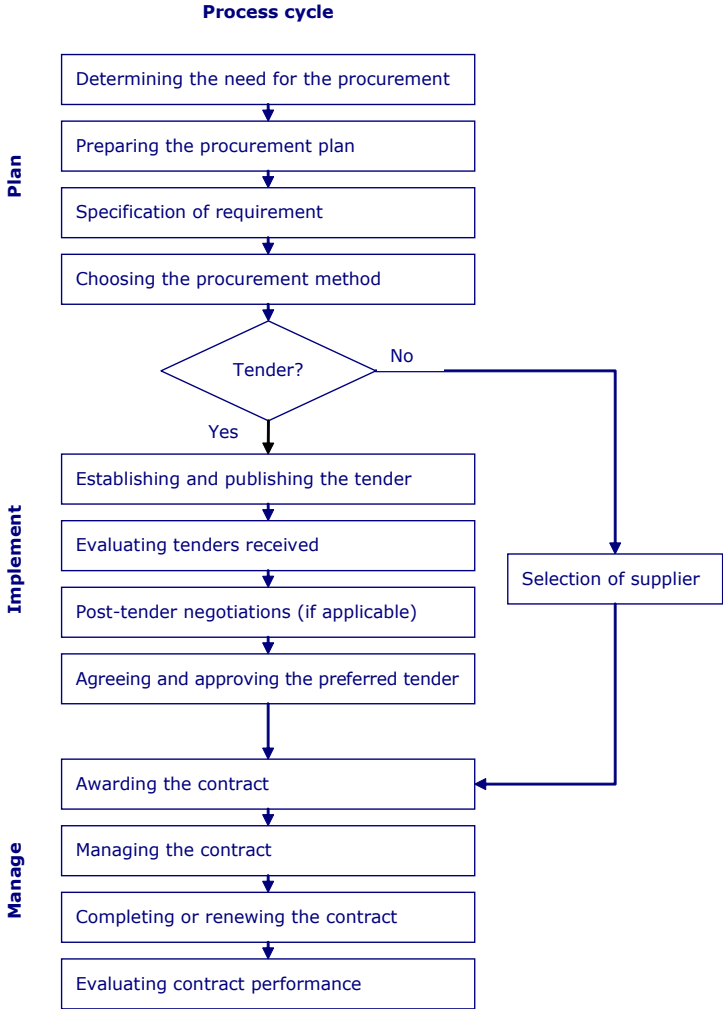 Process cycle
Plan
Determining the need for the procurement
Preparing the procurement plan
Specification of requirement
Choosing the procurement method
Tender?
No
Yes
Implement
Establishing and publishing the tender
Evaluating tenders received
Selection of supplier
Post-tender negotiations (if applicable)
Agreeing and approving the preferred tender
Manage
Awarding the contract
Managing the contract
Completing or renewing the contract
Evaluating contract performance